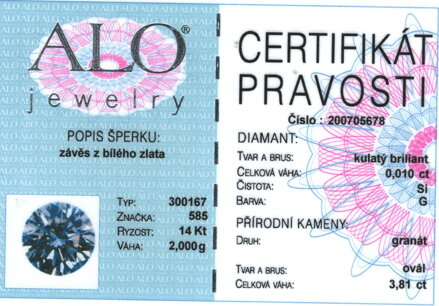 ALO®
jewelry
POPIS ŠPERKU:
závěs z bílého zlata
TYP: 300167
ZNAČKA: 585
RYZOST: 14 Kt
VÁHA: 2,000g
CERTIFIKÁT
PRAVOSTI
Číslo : 200705678
DIAMANT:
TVAR A BRUS: kulatý briliant
CELKOVÁ VÁHA: 0,010 ct
ČISTOTA: Si
BARVA: G
PŘÍRODNÍ KAMENY:
DRUH: granát
TVAR A BRUS: ovál
CELKOVÁ VÁHA: 3,81 ct